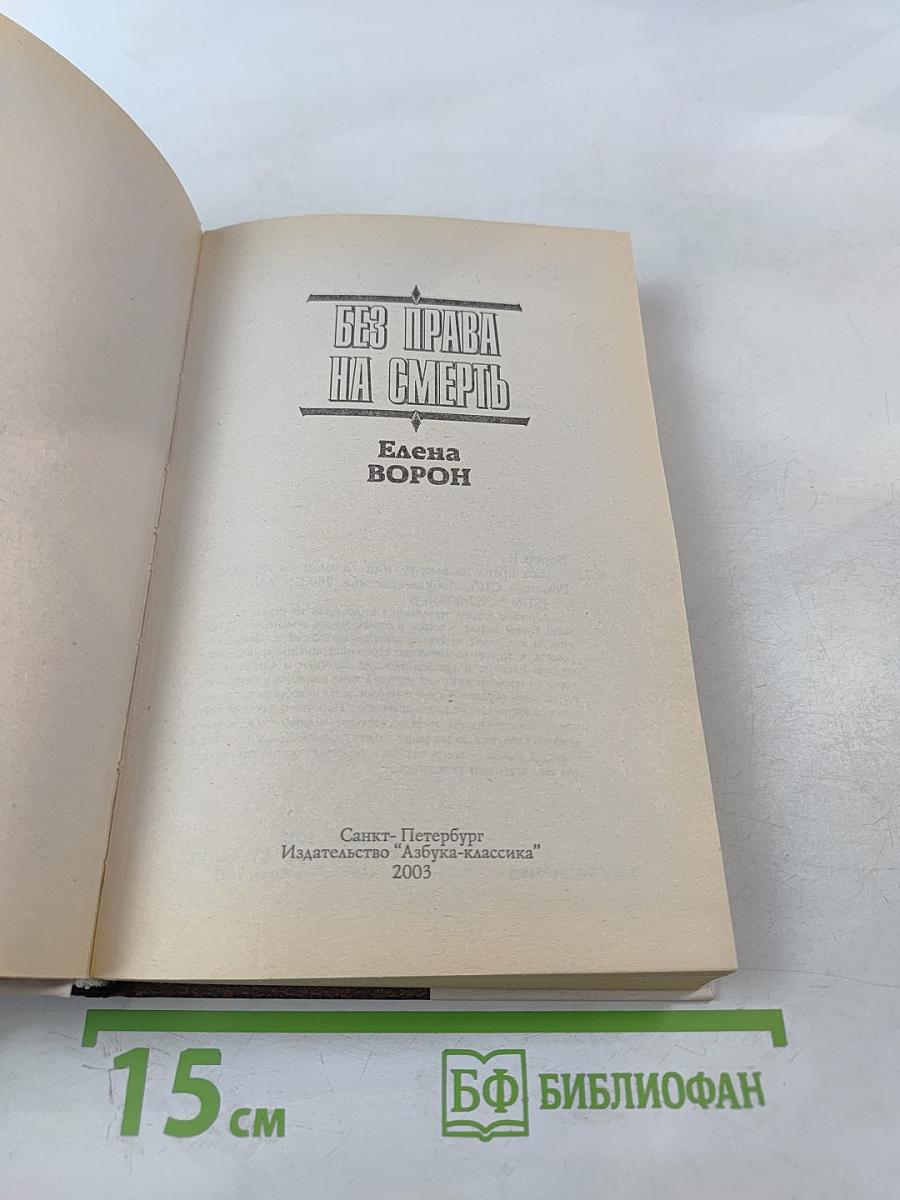 БЕЗ ПРАВА
НА СМЕРТЬ
Елена
ВОРОН
Санкт- Петербург
Издательство "Азбука-классика"
2003
15 см
БФ БИБЛИОФАН